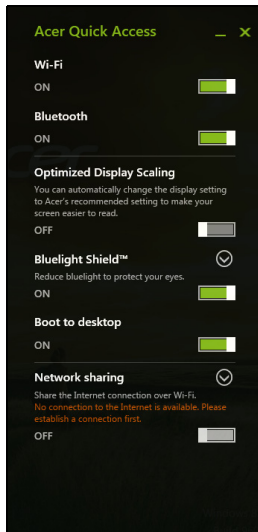 Acer Quick Access
Wi-Fi
ON
Bluetooth
ON
Optimized Display Scaling
You can automatically change the display setting
to Acer's recommended setting to make your
screen easier to read.
OFF
Bluelight Shield™
Reduce bluelight to protect your eyes.
ON
Boot to desktop
ON
Network sharing
Share the Internet connection over Wi-Fi.
No connection to the Internet is available. Please
establish a connection first.
OFF